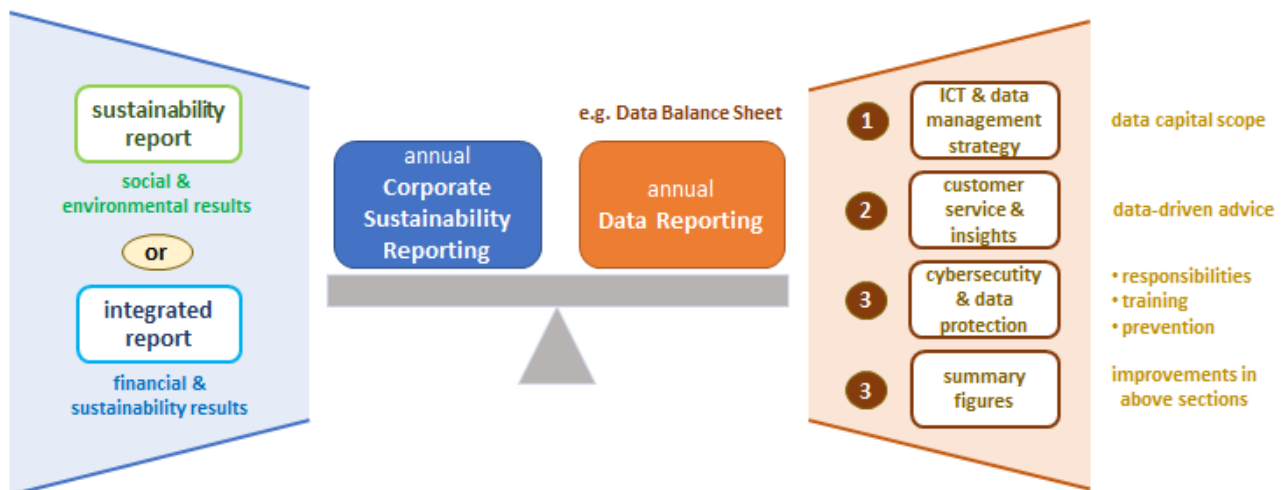 sustainability
report
social &
environmental results
or
integrated
report
financial &
sustainability results
annual
Corporate
Sustainability
Reporting
e.g. Data Balance Sheet
annual
Data Reporting
1
ICT & data
management
strategy
data capital scope
2
customer
service &
insights
data-driven advice
3
cybersecutity
& data
protection
• responsibilities
• training
• prevention
3
summary
figures
improvements in
above sections